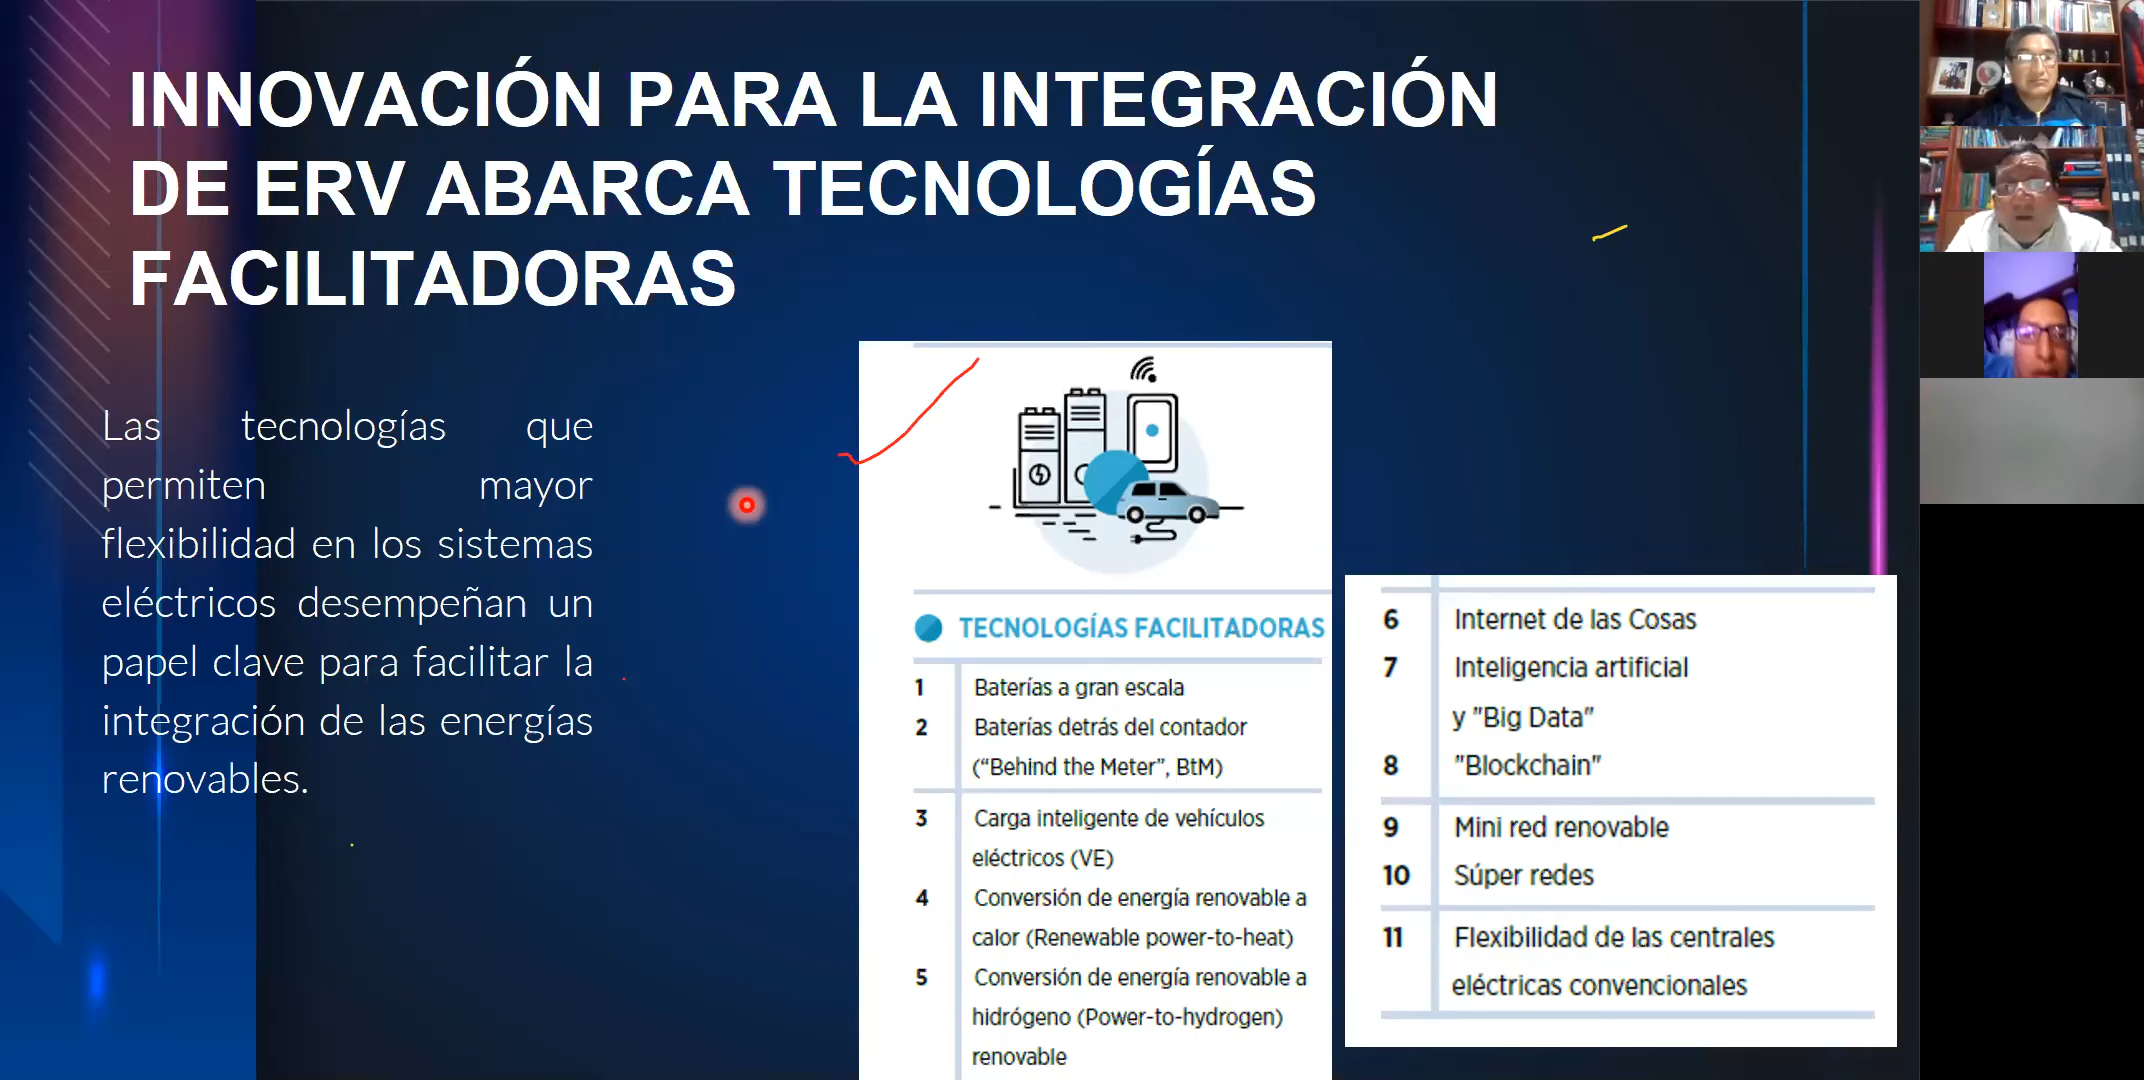 INNOVACIÓN PARA LA INTEGRACIÓN
DE ERV ABARCA TECNOLOGÍAS
FACILITADORAS
Las tecnologías que
permiten mayor
flexibilidad en los sistemas
eléctricos desempeñan un
papel clave para facilitar la
integración de las energías
renovables.
TECNOLOGÍAS FACILITADORAS
1 Baterías a gran escala
2 Baterías detrás del contador
(“Behind the Meter”, BtM)
3 Carga inteligente de vehículos
eléctricos (VE)
4 Conversión de energía renovable a
calor (Renewable power-to-heat)
5 Conversión de energía renovable a
hidrógeno (Power-to-hydrogen)
renovable
6 Internet de las Cosas
7 Inteligencia artificial
y "Big Data"
8 "Blockchain"
9 Mini red renovable
10 Súper redes
11 Flexibilidad de las centrales
eléctricas convencionales